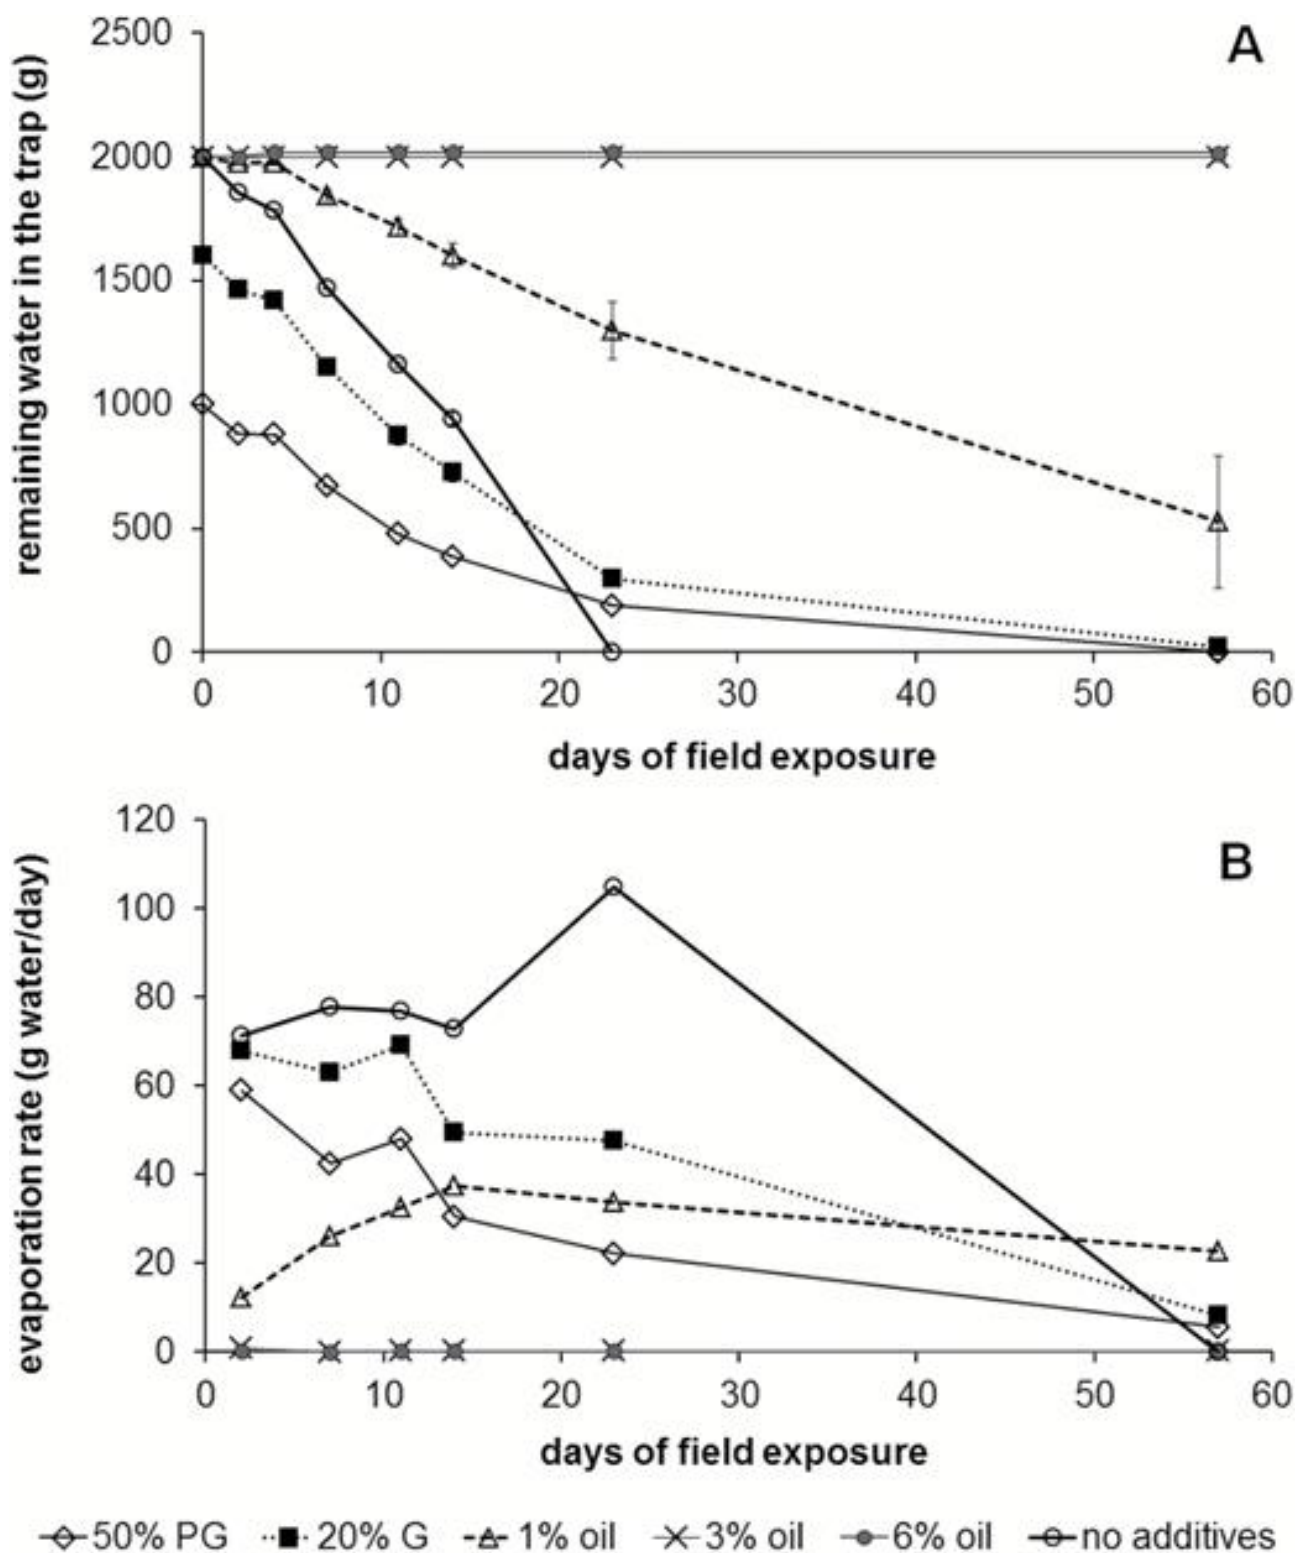 A
remaining water in the trap (g)
2500
2000
1500
1000
500
0
0 10 20 30 40 50 60
days of field exposure
B
evaporation rate (g water/day)
120
100
80
60
40
20
0
0 10 20 30 40 50 60
days of field exposure
50% PG 20% G 1% oil 3% oil 6% oil no additives